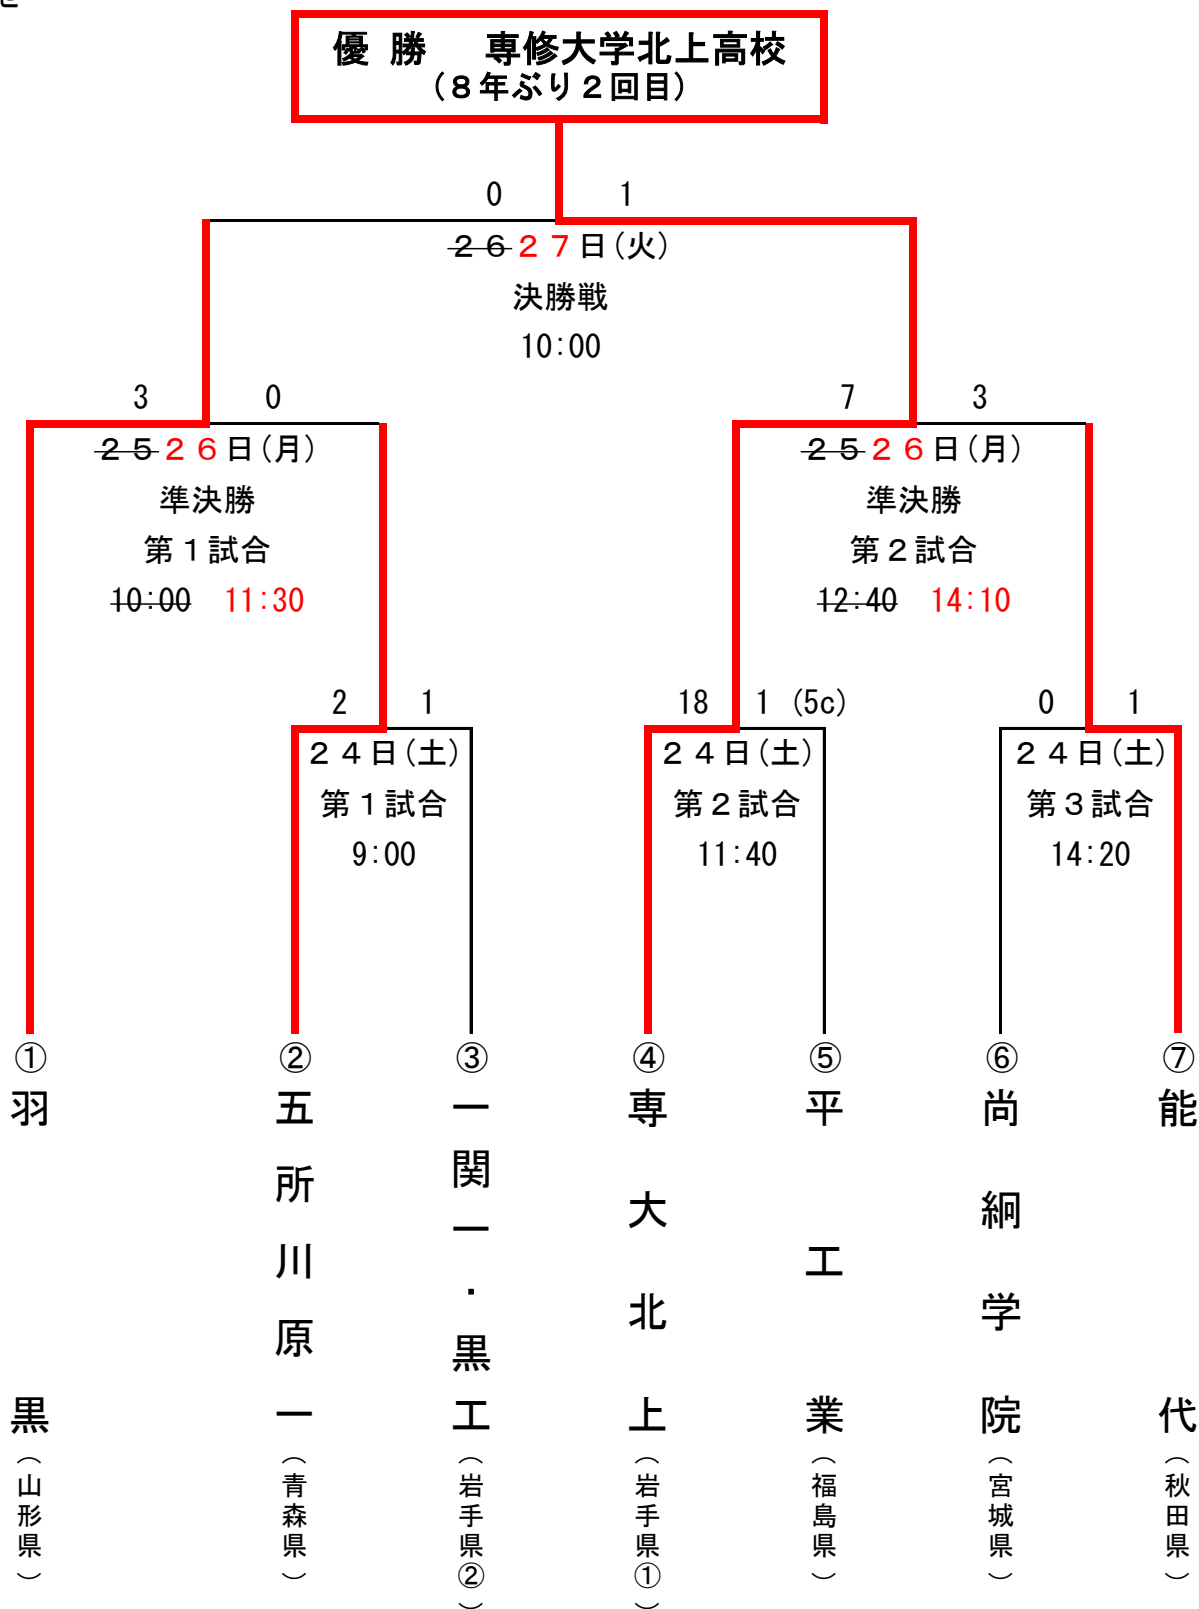 優 勝　専修大学北上高校
(８年ぶり２回目)
0 1
２６２７日(火)
決勝戦
10:00
3 0
２５２６日(月)
準決勝
第１試合
10:00 11:30
7 3
２５２６日(月)
準決勝
第２試合
12:40 14:10
2 1
２４日(土)
第１試合
9:00
18 1 (5c)
２４日(土)
第２試合
11:40
0 1
２４日(土)
第３試合
14:20
①
羽黒
(山形県)
②
五所川原一
(青森県)
③
一関一・黒工
(岩手県②)
④
専大北上
(岩手県①)
⑤
平工業
(福島県)
⑥
尚絅学院
(宮城県)
⑦
能代
(秋田県)